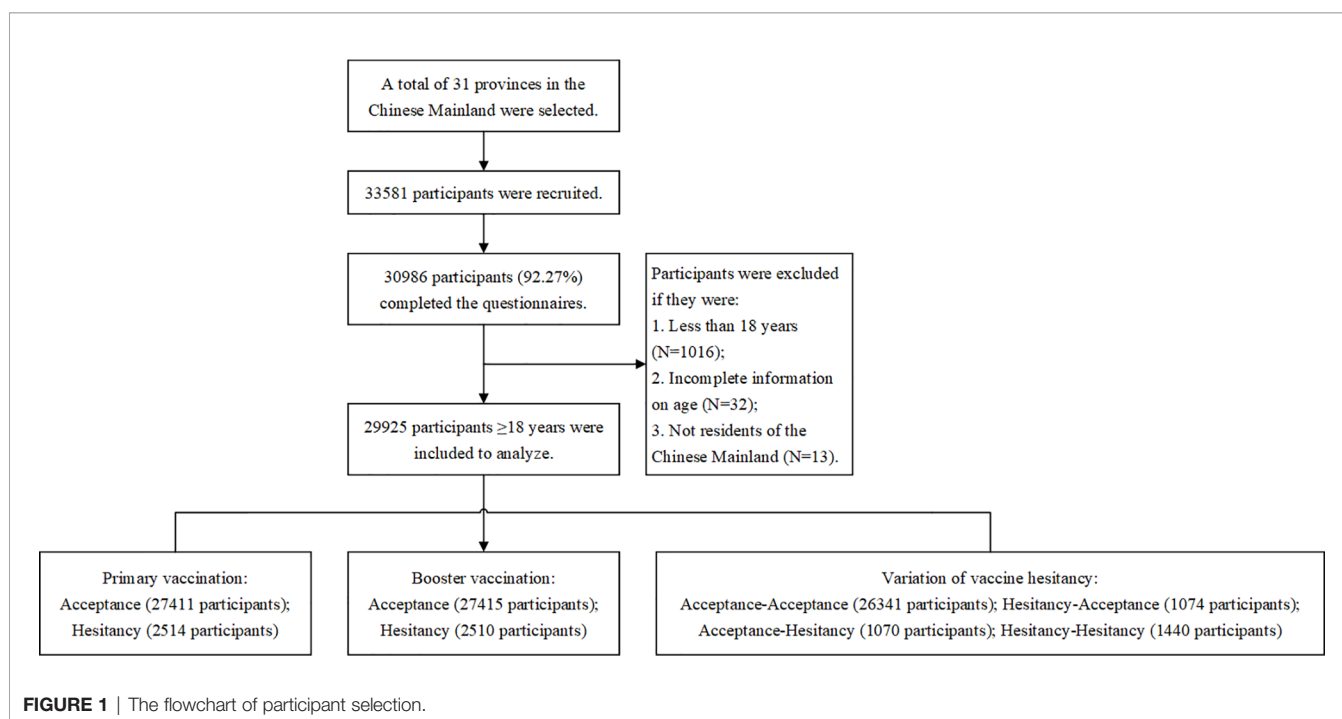 A total of 31 provinces in the
Chinese Mainland were selected.
33581 participants were recruited.
30986 participants (92.27%)
completed the questionnaires.
Participants were excluded
if they were:
1. Less than 18 years
(N=1016);
2. Incomplete information
on age (N=32);
3. Not residents of the
Chinese Mainland (N=13).
29925 participants ≥18 years were
included to analyze.
Primary vaccination:
Acceptance (27411 participants);
Hesitancy (2514 participants)
Booster vaccination:
Acceptance (27415 participants);
Hesitancy (2510 participants)
Variation of vaccine hesitancy:
Acceptance-Acceptance (26341 participants); Hesitancy-Acceptance (1074 participants);
Acceptance-Hesitancy (1070 participants); Hesitancy-Hesitancy (1440 participants)
FIGURE 1 | The flowchart of participant selection.